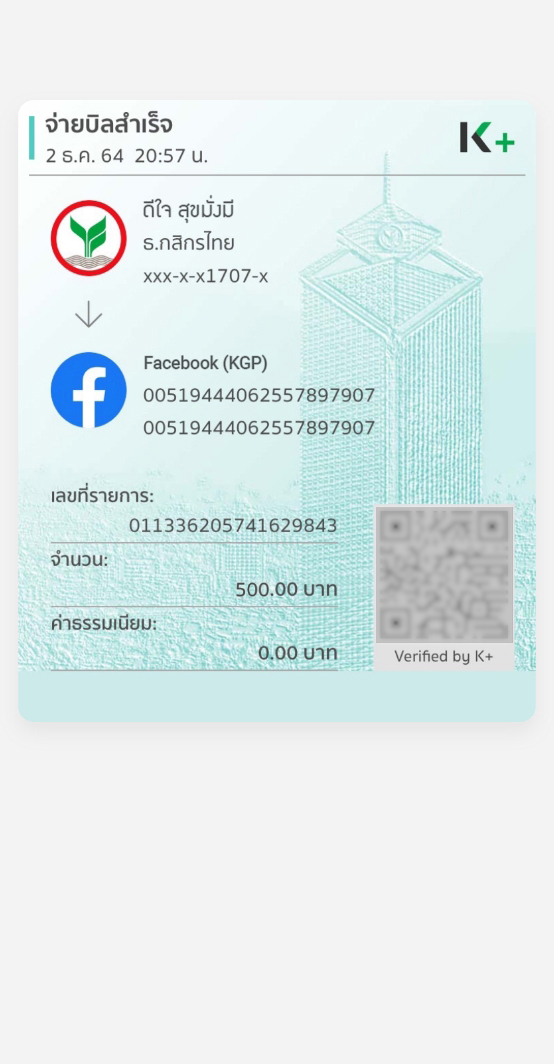 จ่ายบิลสำเร็จ
2 ธ.ค. 64 20:57 น.
K+
ดีใจ สุขมั่งมี
ธ.กสิกรไทย
xxx-x-x1707-x
Facebook (KGP)
00519444062557897907
00519444062557897907
เลขที่รายการ:
011336205741629843
จำนวน:
500.00 บาท
ค่าธรรมเนียม:
0.00 บาท
Verified by K+